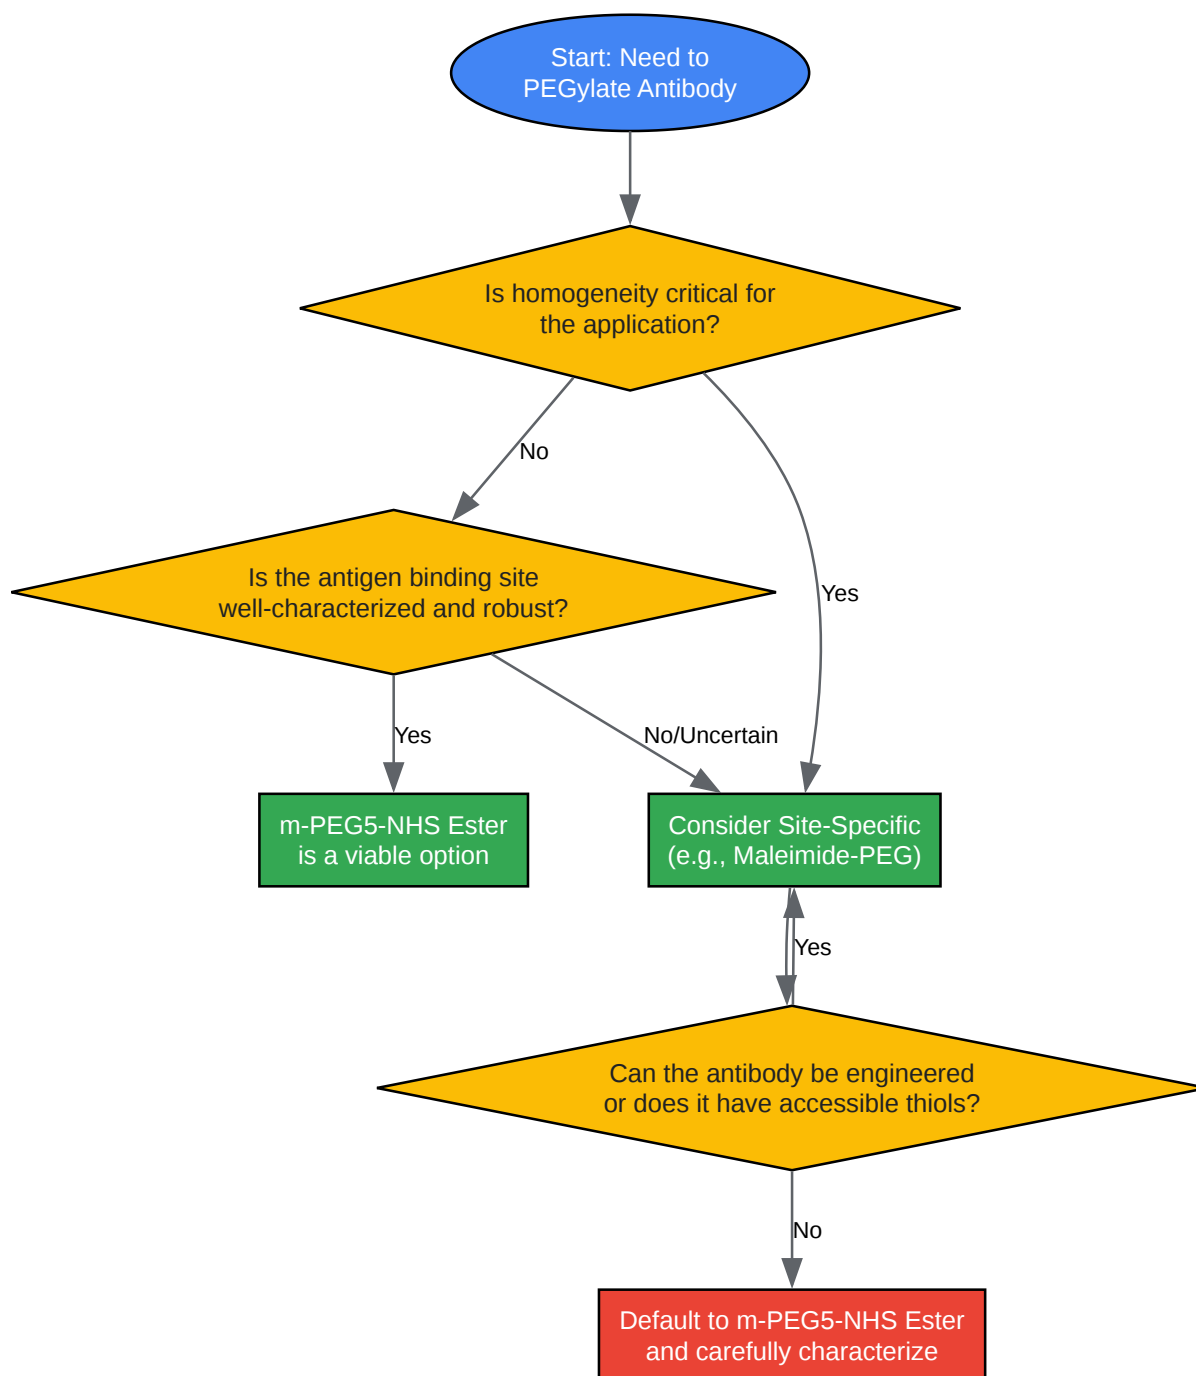 Start: Need to
PEGylate Antibody
Is homogeneity critical for
the application?
No
Yes
Is the antigen binding site
well-characterized and robust?
Yes
No/Uncertain
m-PEG5-NHS Ester
is a viable option
Consider Site-Specific
(e.g., Maleimide-PEG)
Yes
Can the antibody be engineered
or does it have accessible thiols?
No
Default to m-PEG5-NHS Ester
and carefully characterize